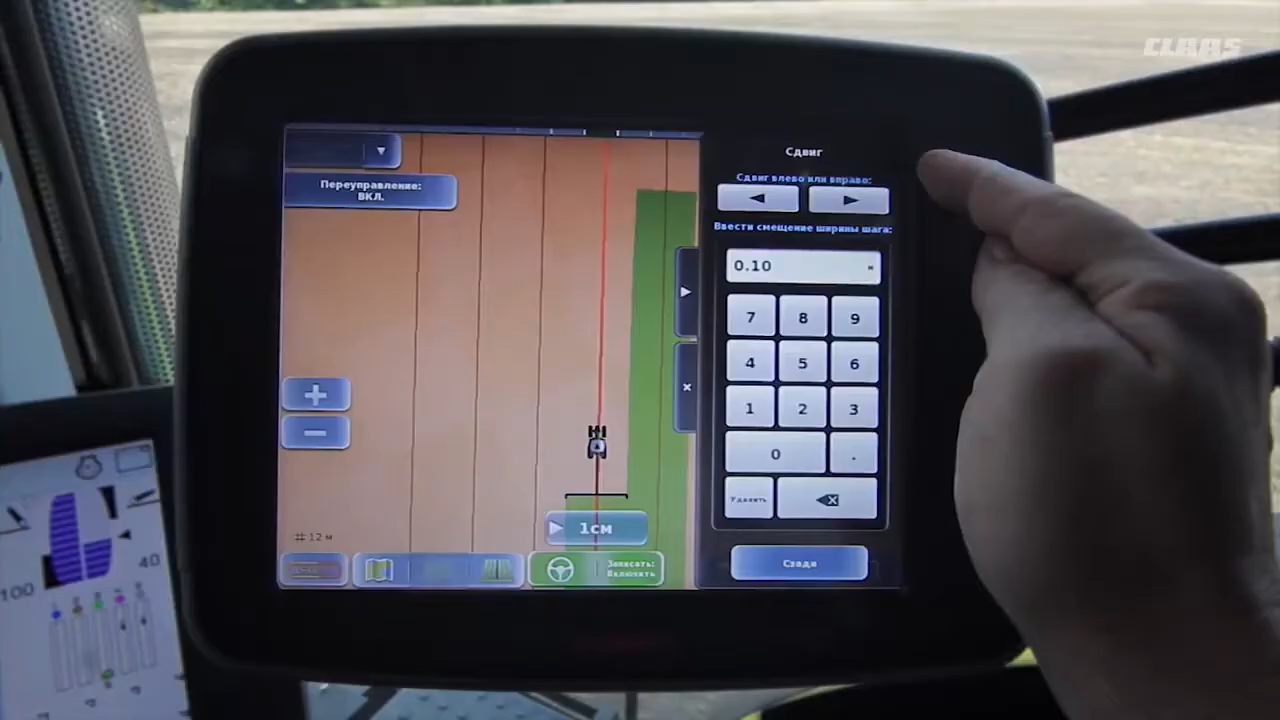 CLAAS
Сдвиг
Сдвиг влево или вправо:
Переуправление:
ВКЛ.
Ввести смещение ширины шага:
0.10
7 8 9
4 5 6
1 2 3
0 .
Удалить
1см
12 м
Записать:
Включить
Сзади
40
100